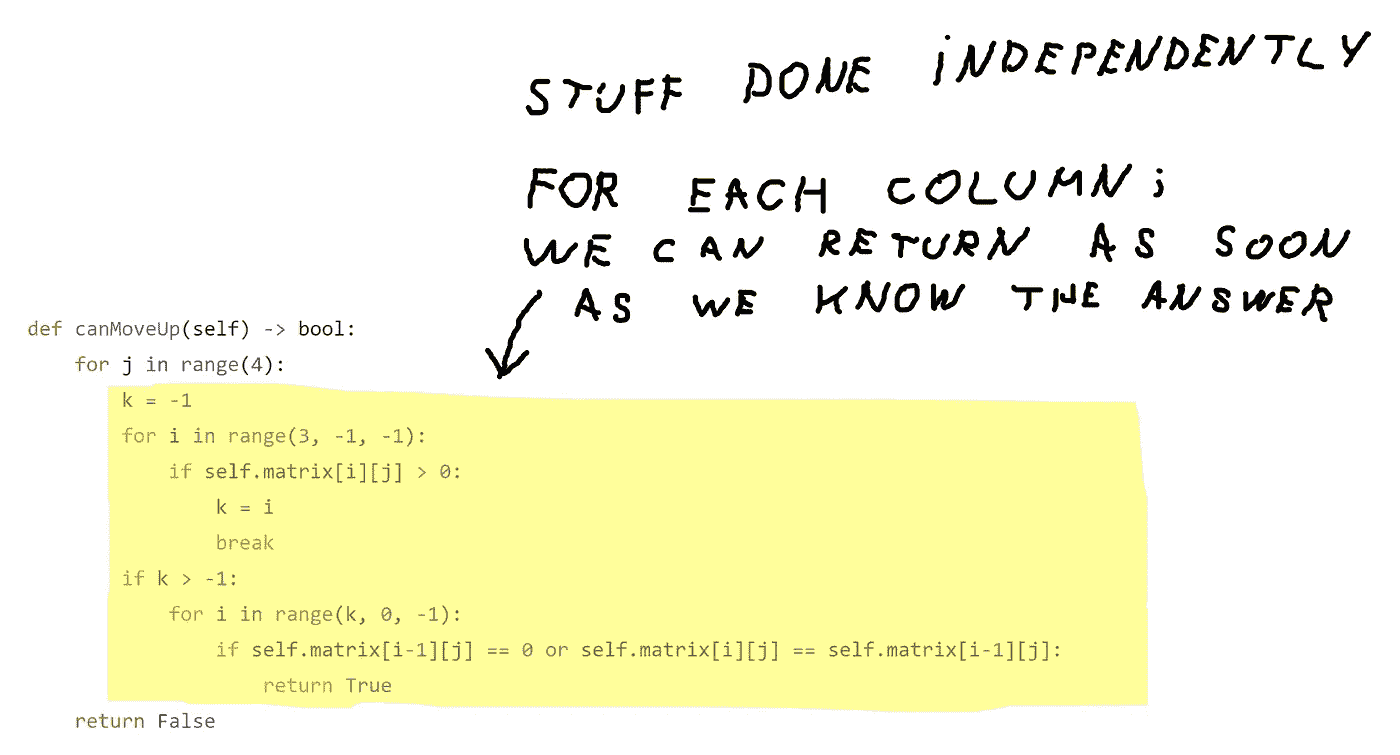 STUFF DONE iNDEPENDENTLY
FOR EACH COLUMN j
WE CAN RETURN AS SOON
AS WE KNOW THE ANSWER
def canMoveUp(self) -> bool:
    for j in range(4):
        k = -1
        for i in range(3, -1, -1):
            if self.matrix[i][j] > 0:
                k = i
                break
        if k > -1:
            for i in range(k, 0, -1):
                if self.matrix[i-1][j] == 0 or self.matrix[i][j] == self.matrix[i-1][j]:
                    return True
    return False